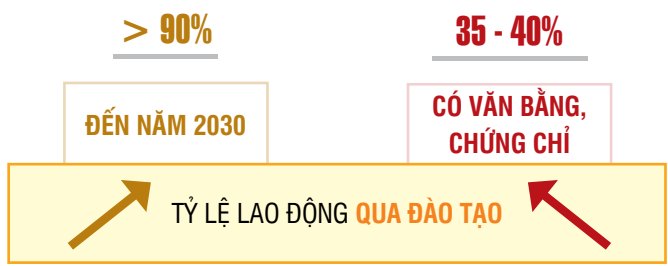 > 90%
ĐẾN NĂM 2030
35 - 40%
CÓ VĂN BẰNG,
CHỨNG CHỈ
TỶ LỆ LAO ĐỘNG QUA ĐÀO TẠO